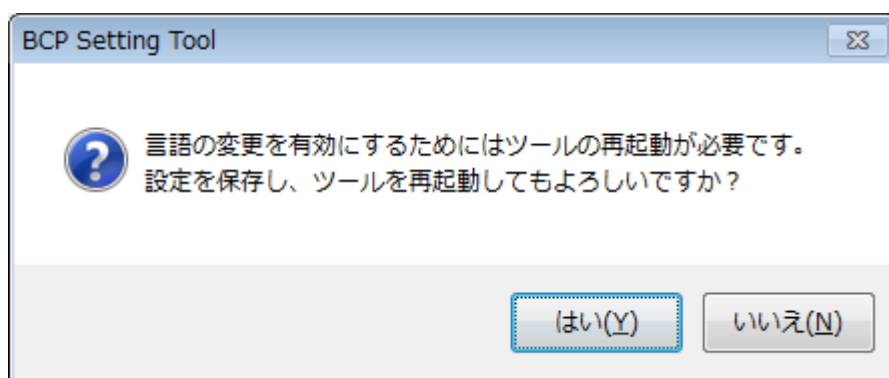 BCP Setting Tool
言語の変更を有効にするためにはツールの再起動が必要です。
設定を保存し、ツールを再起動してもよろしいですか？
はい(Y)
いいえ(N)